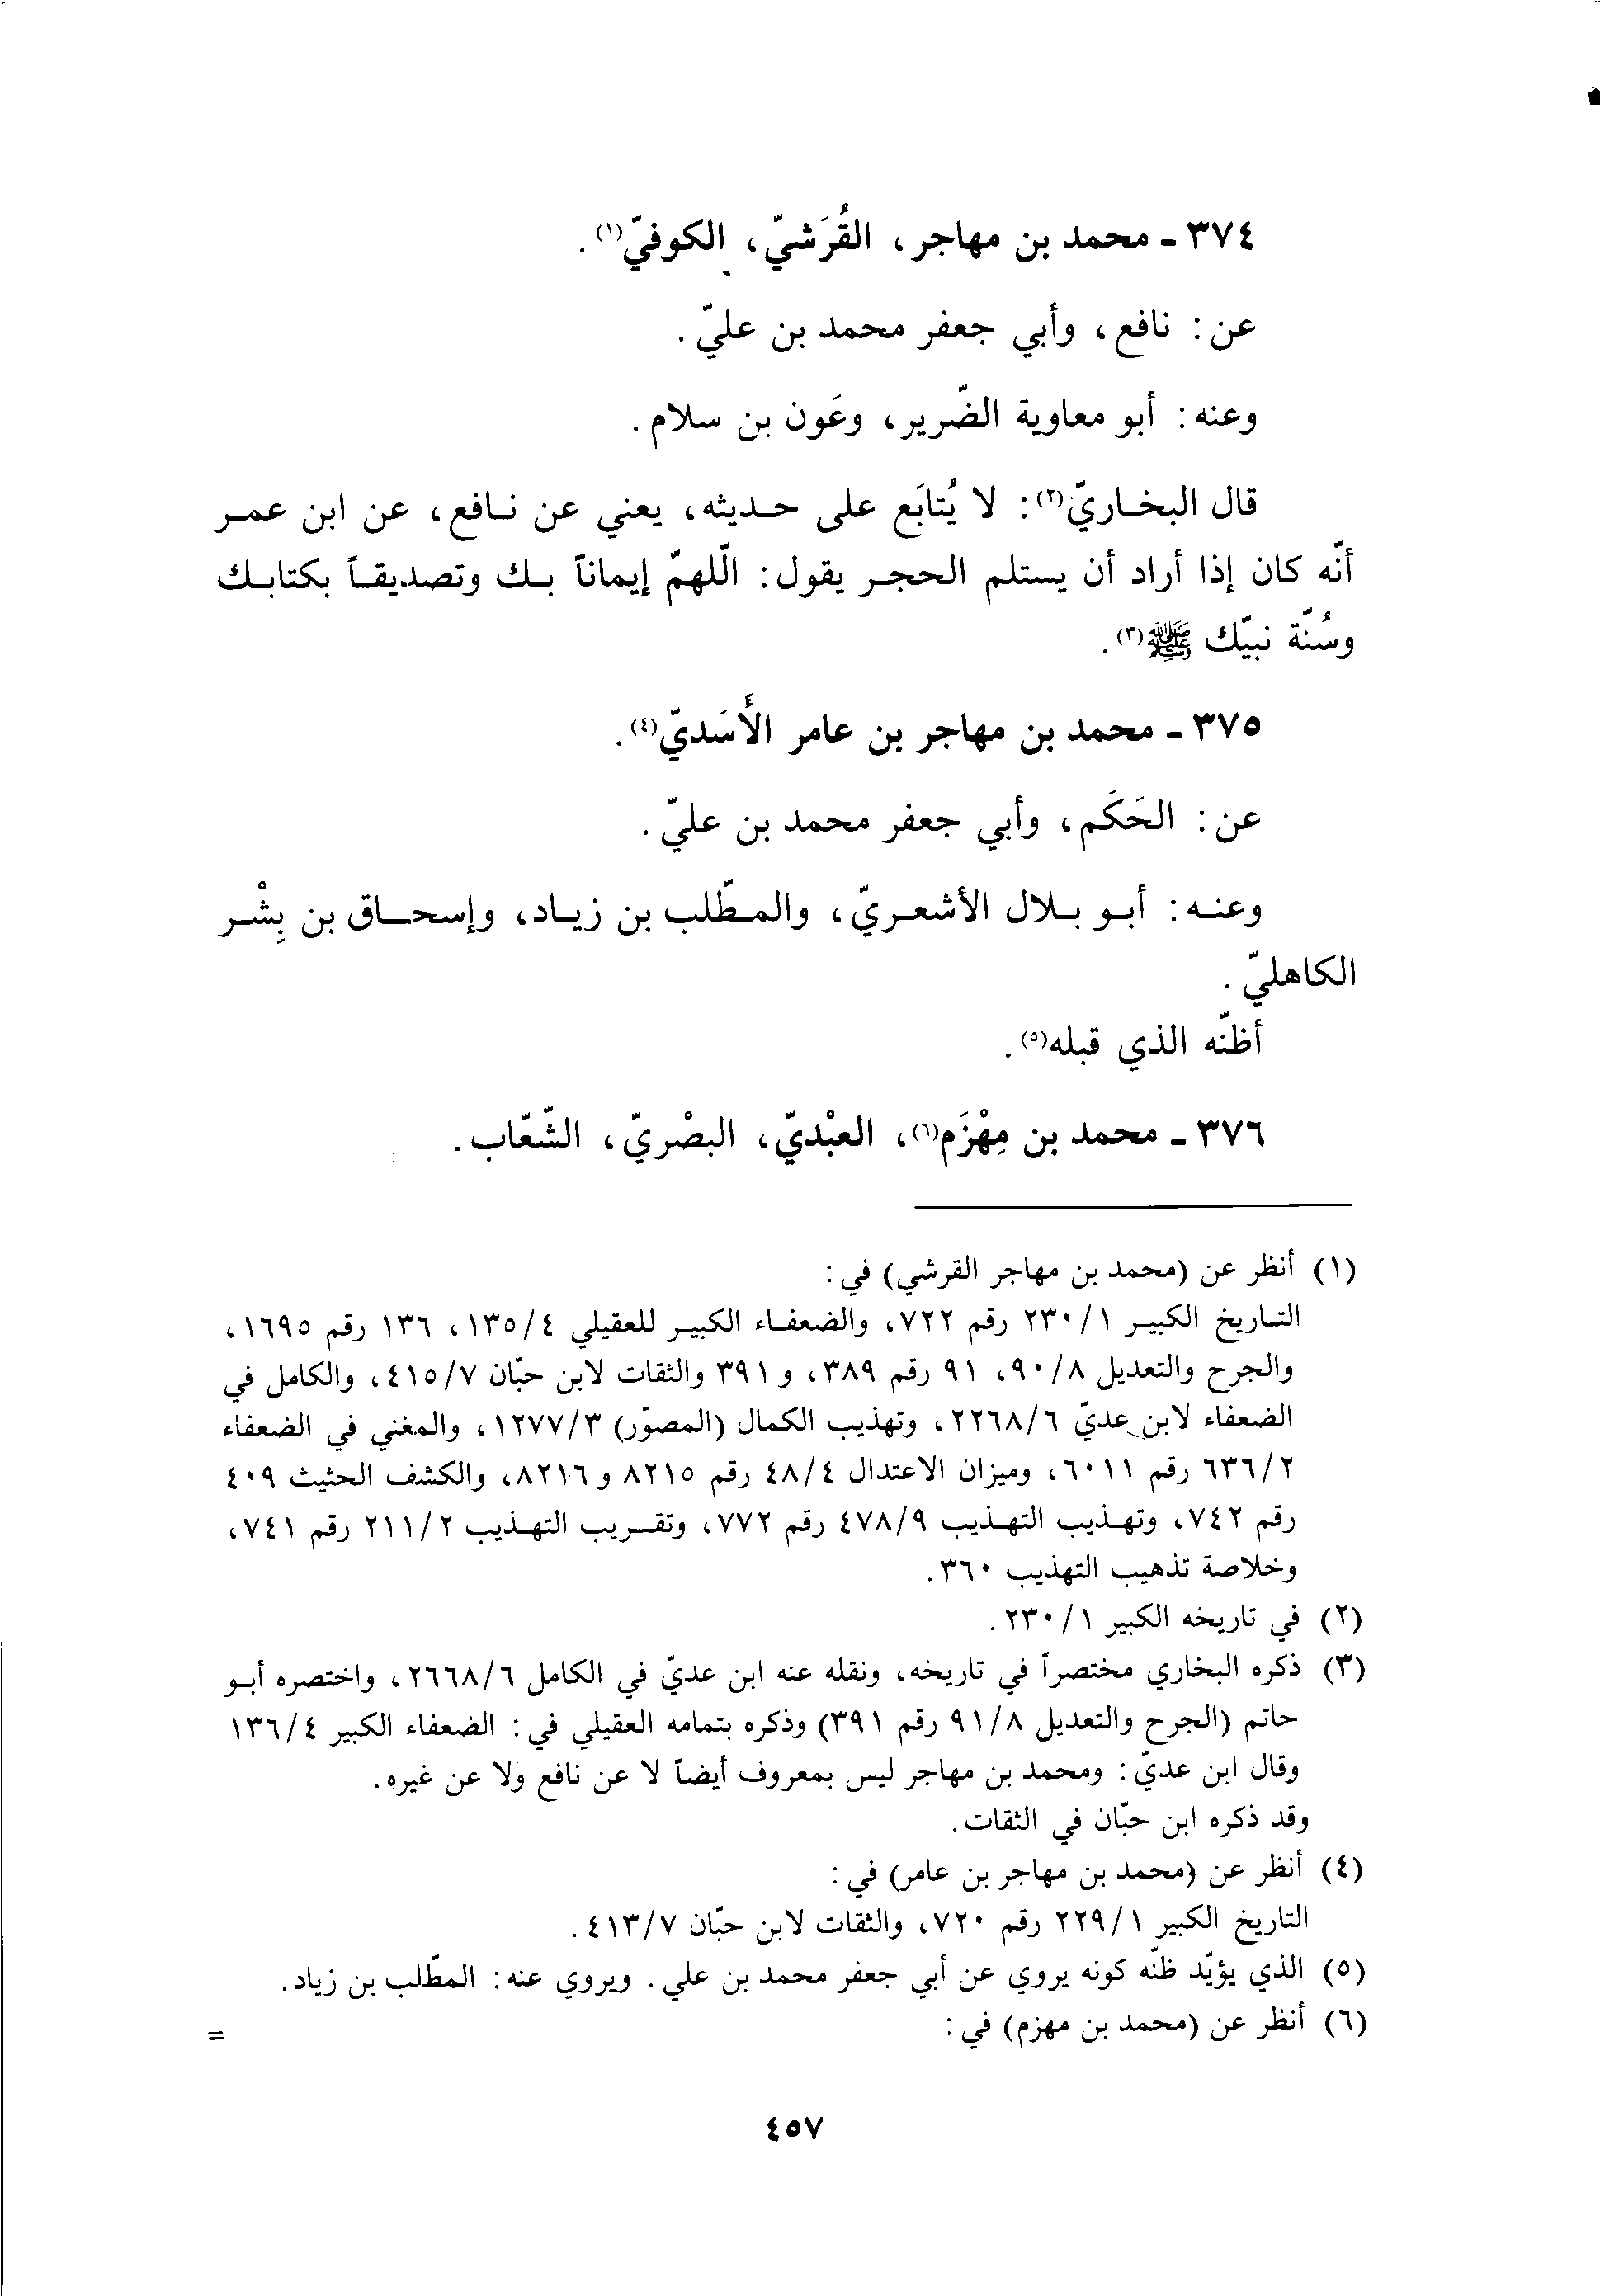 ٣٧٤ - محمد بن مهاجر، القُرَشيّ، الكوفيّ(١).
عن: نافع، وأبي جعفر محمد بن عليّ.
وعنه: أبو معاوية الضّرير، وعَون بن سلام.
قال البخاريّ(٢): لا يُتابَع على حديثه، يعني عن نافع، عن ابن عمر
أنّه كان إذا أراد أن يستلم الحجر يقول: الّلهمّ إيماناً بك وتصديقاً بكتابك
وسُنّة نبيّك ﷺ(٣).
٣٧٥ - محمد بن مهاجر بن عامر الأَسَديّ(٤).
عن: الحَكَم، وأبي جعفر محمد بن عليّ.
وعنه: أبو بلال الأشعريّ، والمطّلب بن زياد، وإسحاق بن بِشْر
الكاهليّ.
أظنّه الذي قبله(٥).
٣٧٦ - محمد بن مِهْزَم(٦)، العبْديّ، البصْريّ، الشّعّاب.
(١) أنظر عن (محمد بن مهاجر القرشي) في:
التاريخ الكبير ١/٢٣٠ رقم ٧٢٢، والضعفاء الكبير للعقيلي ٤/١٣٥، ١٣٦ رقم ١٦٩٥،
والجرح والتعديل ٨/٩٠، ٩١ رقم ٣٨٩، و٣٩١ والثقات لابن حبّان ٧/٤١٥، والكامل في
الضعفاء لابن عديّ ٦/٢٢٦٨، وتهذيب الكمال (المصوّر) ٣/١٢٧٧، والمغني في الضعفاء
٢/٦٣٦ رقم ٦٠١١، وميزان الاعتدال ٤/٤٨ رقم ٨٢١٥ و٨٢١٦، والكشف الحثيث ٤٠٩
رقم ٧٤٢، وتهذيب التهذيب ٩/٤٧٨ رقم ٧٧٢، وتقريب التهذيب ٢/٢١١ رقم ٧٤١،
وخلاصة تذهيب التهذيب ٣٦٠.
(٢) في تاريخه الكبير ١/٢٣٠.
(٣) ذكره البخاري مختصراً في تاريخه، ونقله عنه ابن عديّ في الكامل ٦/٢٦٦٨، واختصره أبو
حاتم (الجرح والتعديل ٨/٩١ رقم ٣٩١) وذكره بتمامه العقيلي في: الضعفاء الكبير ٤/١٣٦
وقال ابن عديّ: ومحمد بن مهاجر ليس بمعروف أيضاً لا عن نافع ولا عن غيره.
وقد ذكره ابن حبّان في الثقات.
(٤) أنظر عن (محمد بن مهاجر بن عامر) في:
التاريخ الكبير ١/٢٢٩ رقم ٧٢٠، والثقات لابن حبّان ٧/٤١٣.
(٥) الذي يؤيّد ظنّه كونه يروي عن أبي جعفر محمد بن علي. ويروي عنه: المطّلب بن زياد.
(٦) أنظر عن (محمد بن مهزم) في:
=
٤٥٧